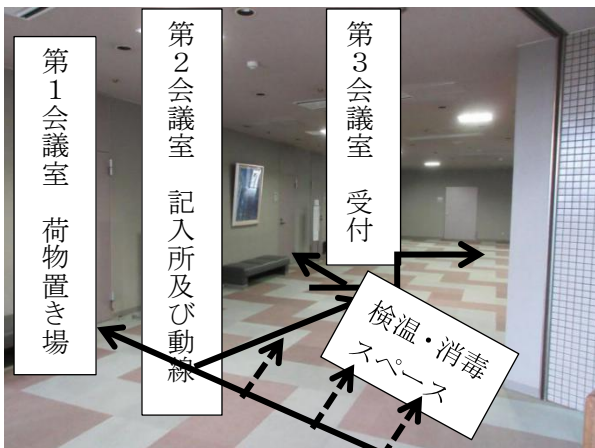 第１会議室　荷物置き場
第２会議室　記入所及び動線
第３会議室　受付
検温・消毒
スペース